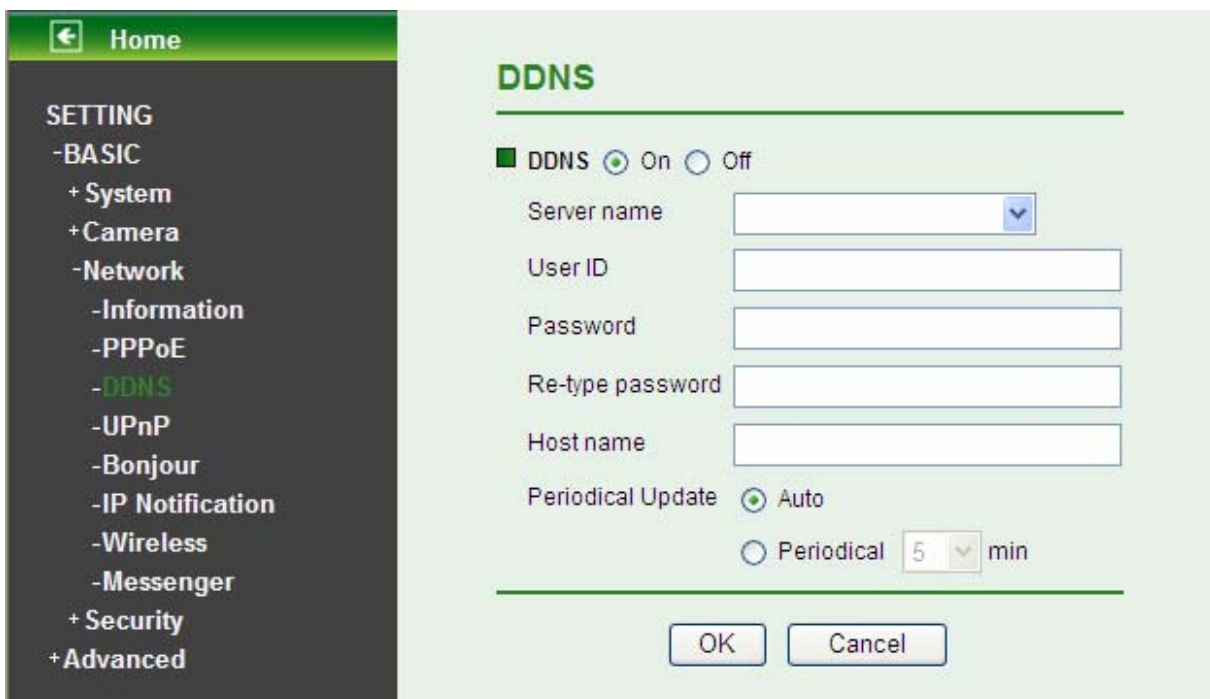 Home
SETTING
-BASIC
+ System
+Camera
-Network
-Information
-PPPoE
-DDNS
-UPnP
-Bonjour
-IP Notification
-Wireless
-Messenger
+ Security
+Advanced
DDNS
DDNS On Off
Server name
User ID
Password
Re-type password
Host name
Periodical Update Auto
Periodical 5 min
OK Cancel